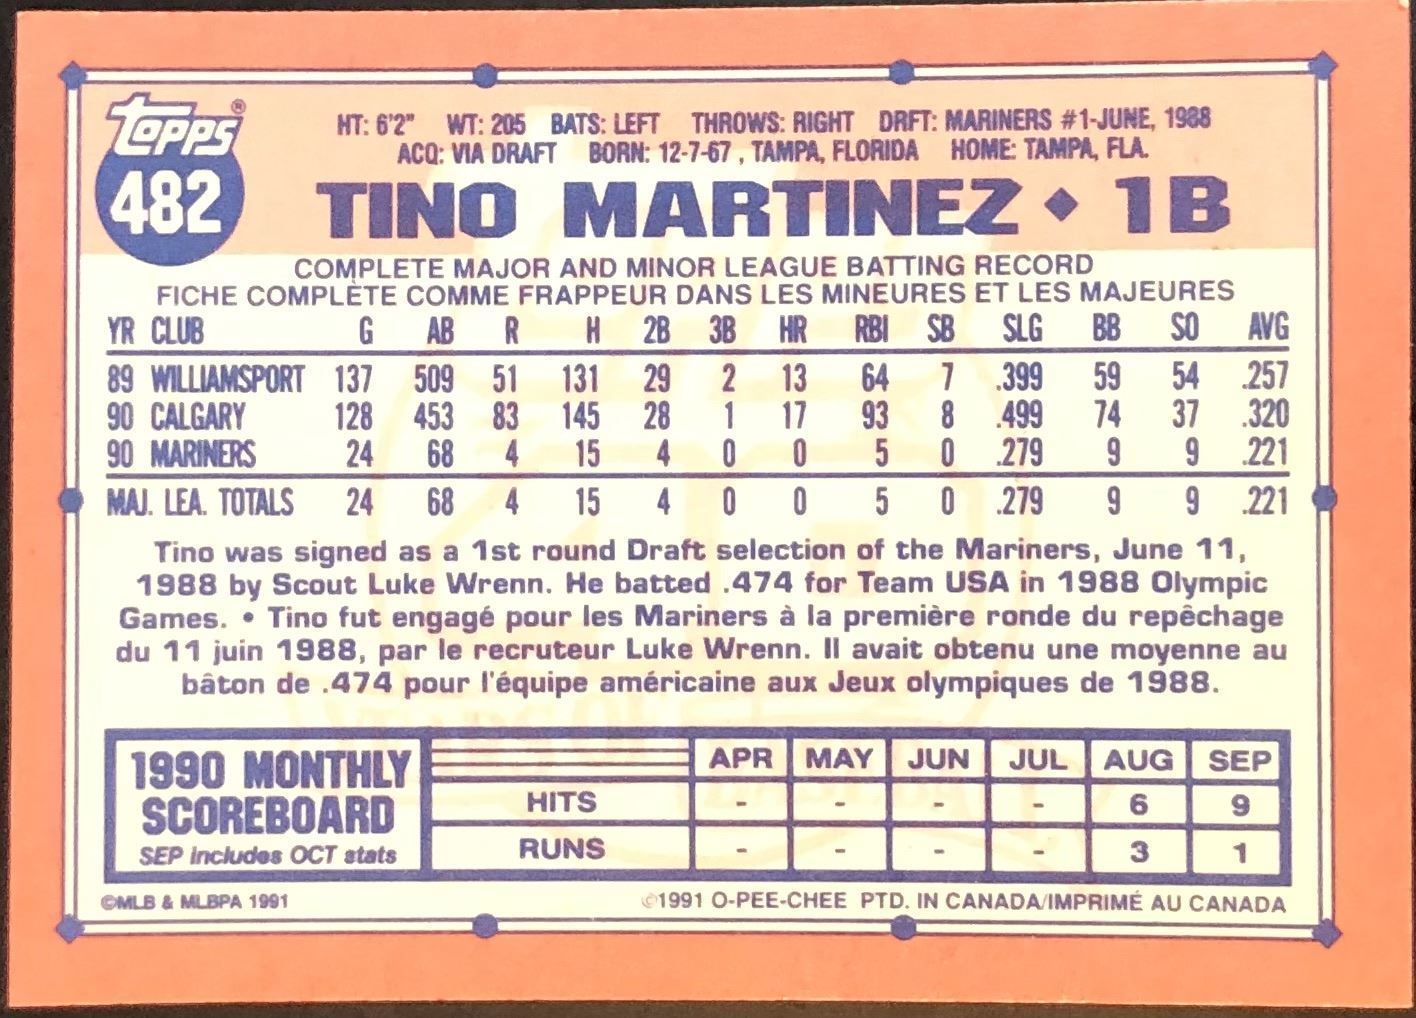 Topps®
482
HT: 6'2" WT: 205 BATS: LEFT THROWS: RIGHT DRFT: MARINERS #1-JUNE, 1988
ACQ: VIA DRAFT BORN: 12-7-67 , TAMPA, FLORIDA HOME: TAMPA, FLA.
TINO MARTINEZ ♦ 1B
COMPLETE MAJOR AND MINOR LEAGUE BATTING RECORD
FICHE COMPLÈTE COMME FRAPPEUR DANS LES MINEURES ET LES MAJEURES
YR CLUB G AB R H 2B 3B HR RBI SB SLG BB SO AVG
89 WILLIAMSPORT 137 509 51 131 29 2 13 64 7 .399 59 54 .257
90 CALGARY 128 453 83 145 28 1 17 93 8 .499 74 37 .320
90 MARINERS 24 68 4 15 4 0 0 5 0 .279 9 9 .221
MAJ. LEA. TOTALS 24 68 4 15 4 0 0 5 0 .279 9 9 .221
Tino was signed as a 1st round Draft selection of the Mariners, June 11,
1988 by Scout Luke Wrenn. He batted .474 for Team USA in 1988 Olympic
Games. • Tino fut engagé pour les Mariners à la première ronde du repêchage
du 11 juin 1988, par le recruteur Luke Wrenn. Il avait obtenu une moyenne au
bâton de .474 pour l'équipe américaine aux Jeux olympiques de 1988.
1990 MONTHLY
SCOREBOARD
SEP includes OCT stats
APR MAY JUN JUL AUG SEP
HITS - - - - 6 9
RUNS - - - - 3 1
©MLB & MLBPA 1991
©1991 O-PEE-CHEE PTD. IN CANADA/IMPRIMÉ AU CANADA